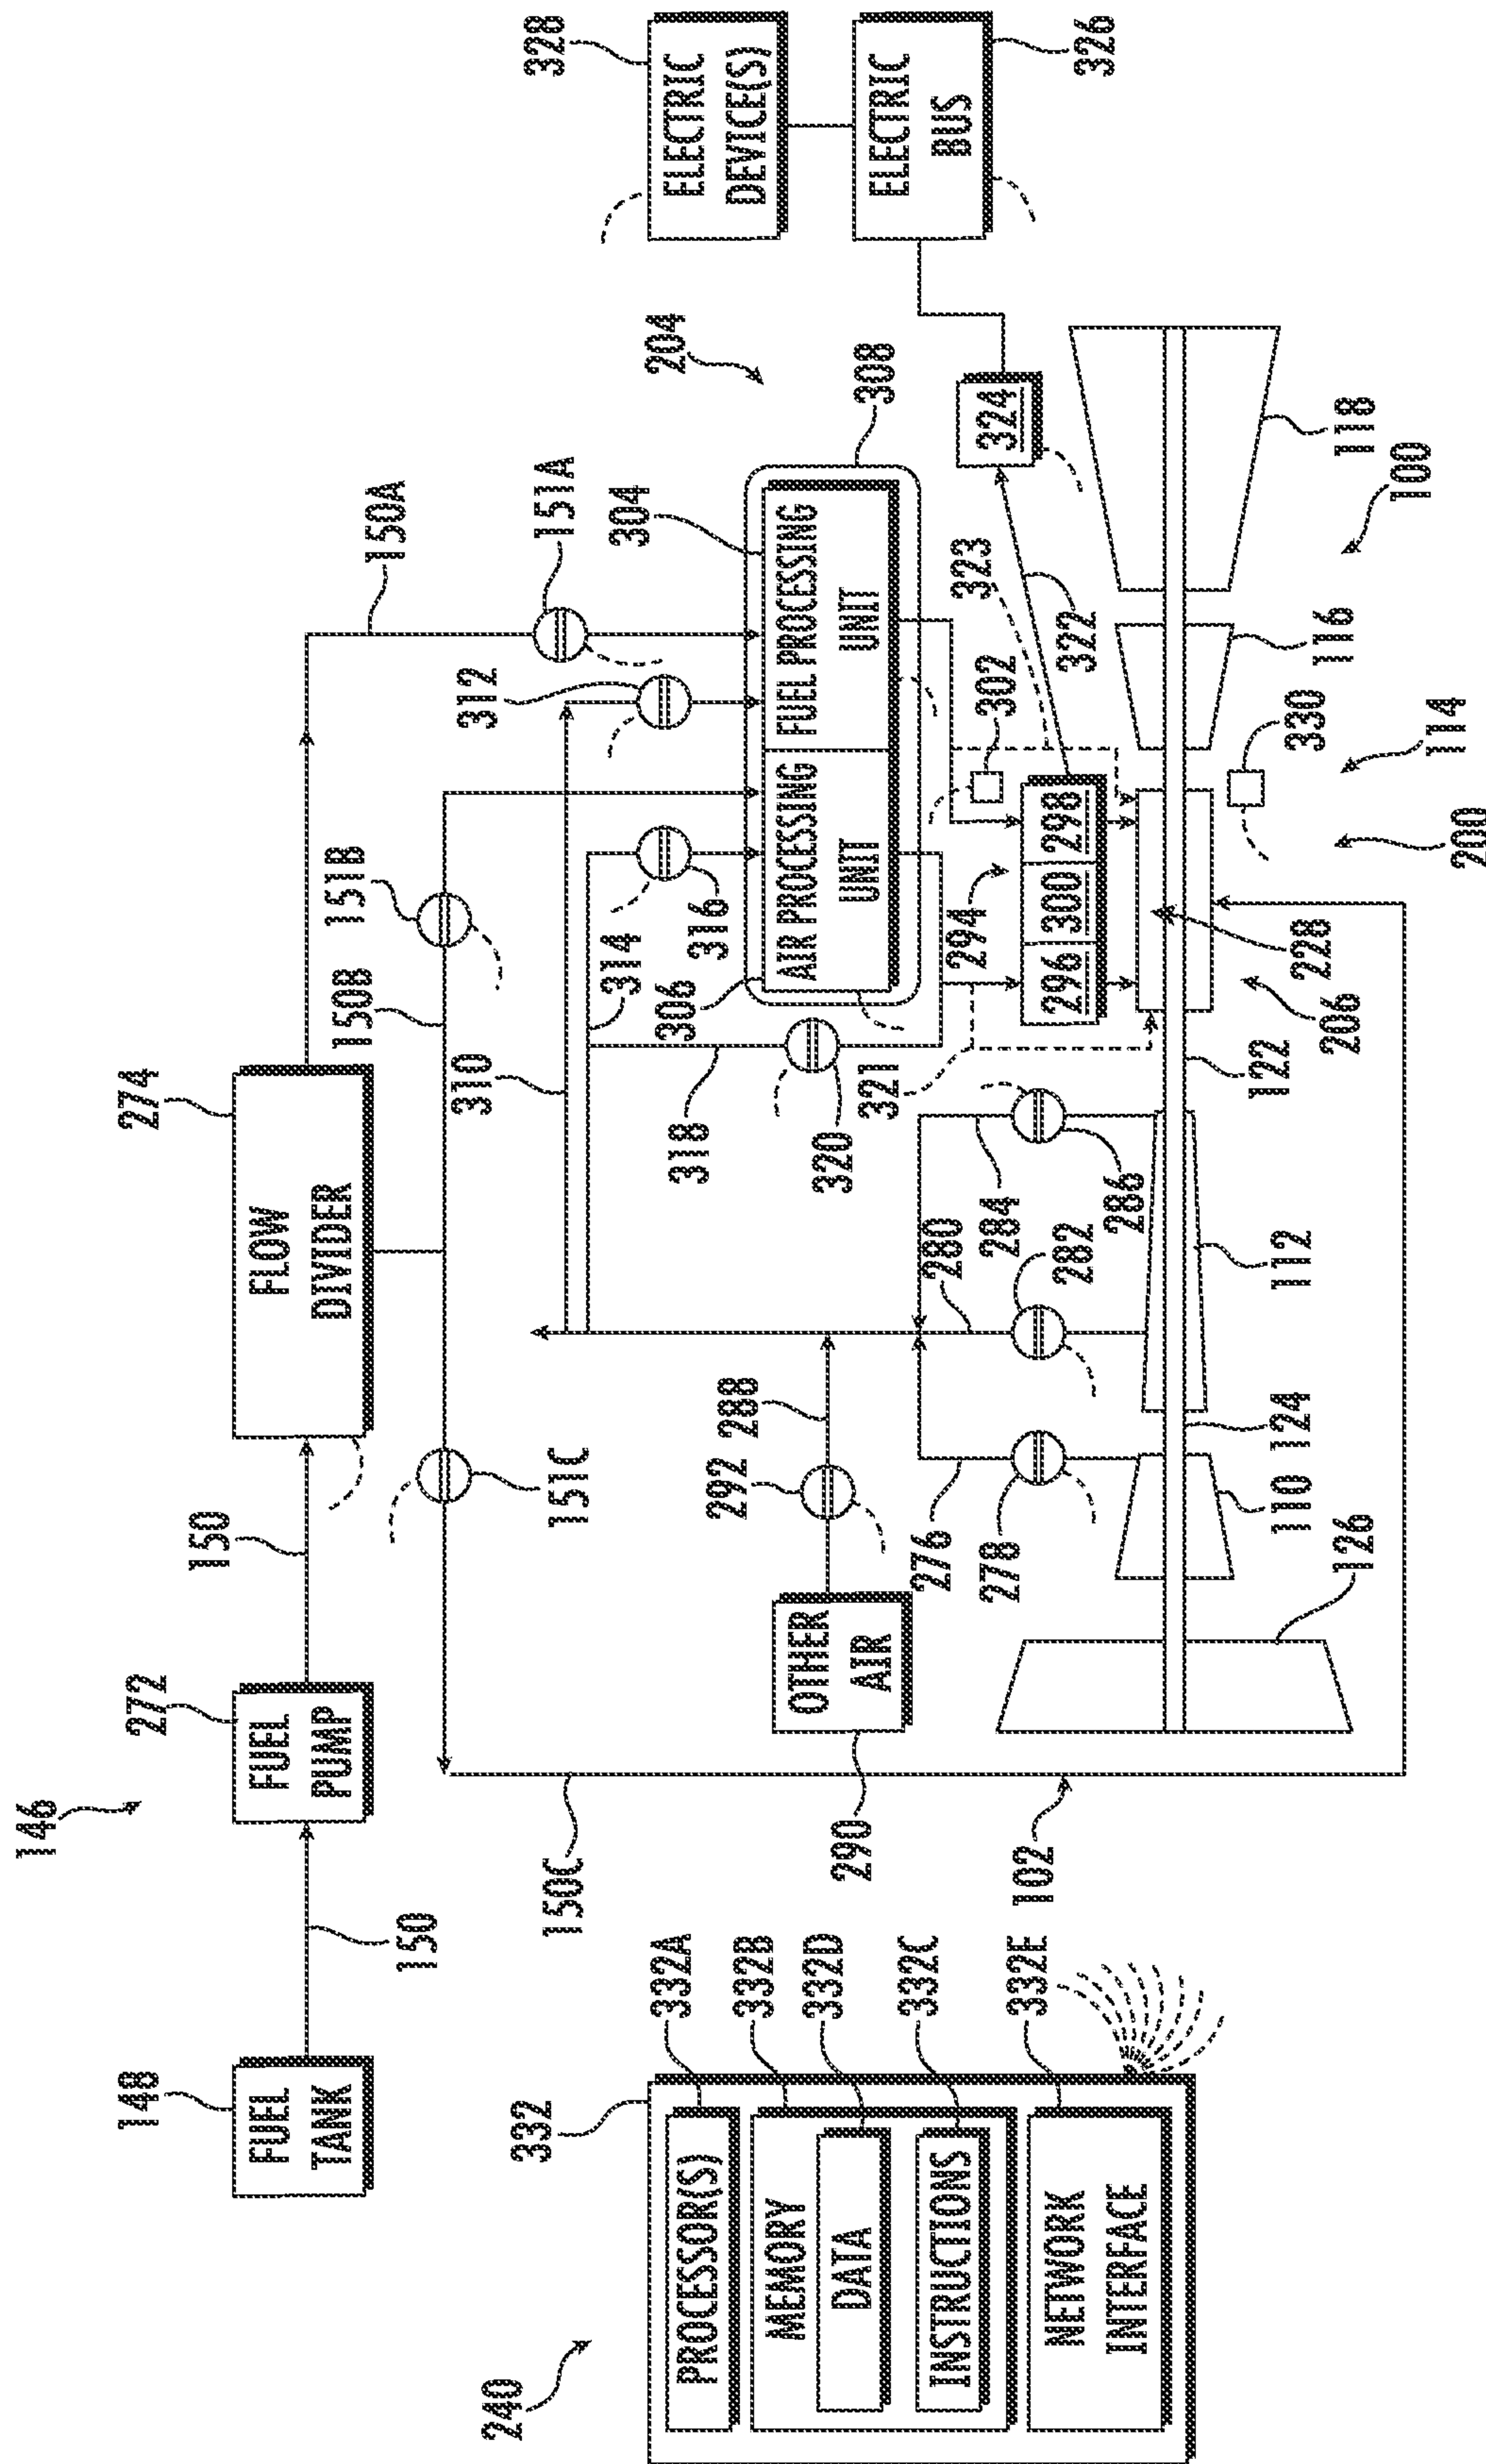 146
148
272
274
FUEL
TANK
FUEL
PUMP
FLOW
DIVIDER
150
150
150A
150B
151B
310
312
240
332
150C
151C
314
151A
328
PROCESSOR(S)
332A
MEMORY
332B
DATA
332D
INSTRUCTIONS
332C
NETWORK
INTERFACE
332E
318
306
316
304
204
ELECTRIC
DEVICE(S)
292
288
OTHER
AIR
290
320
321
AIR PROCESSING
UNIT
FUEL PROCESSING
UNIT
308
ELECTRIC
BUS
326
276
278
280
282
284
286
294
302
323
324
296
300
298
322
102
126
110
124
112
122
206
228
330
116
118
200
114
100